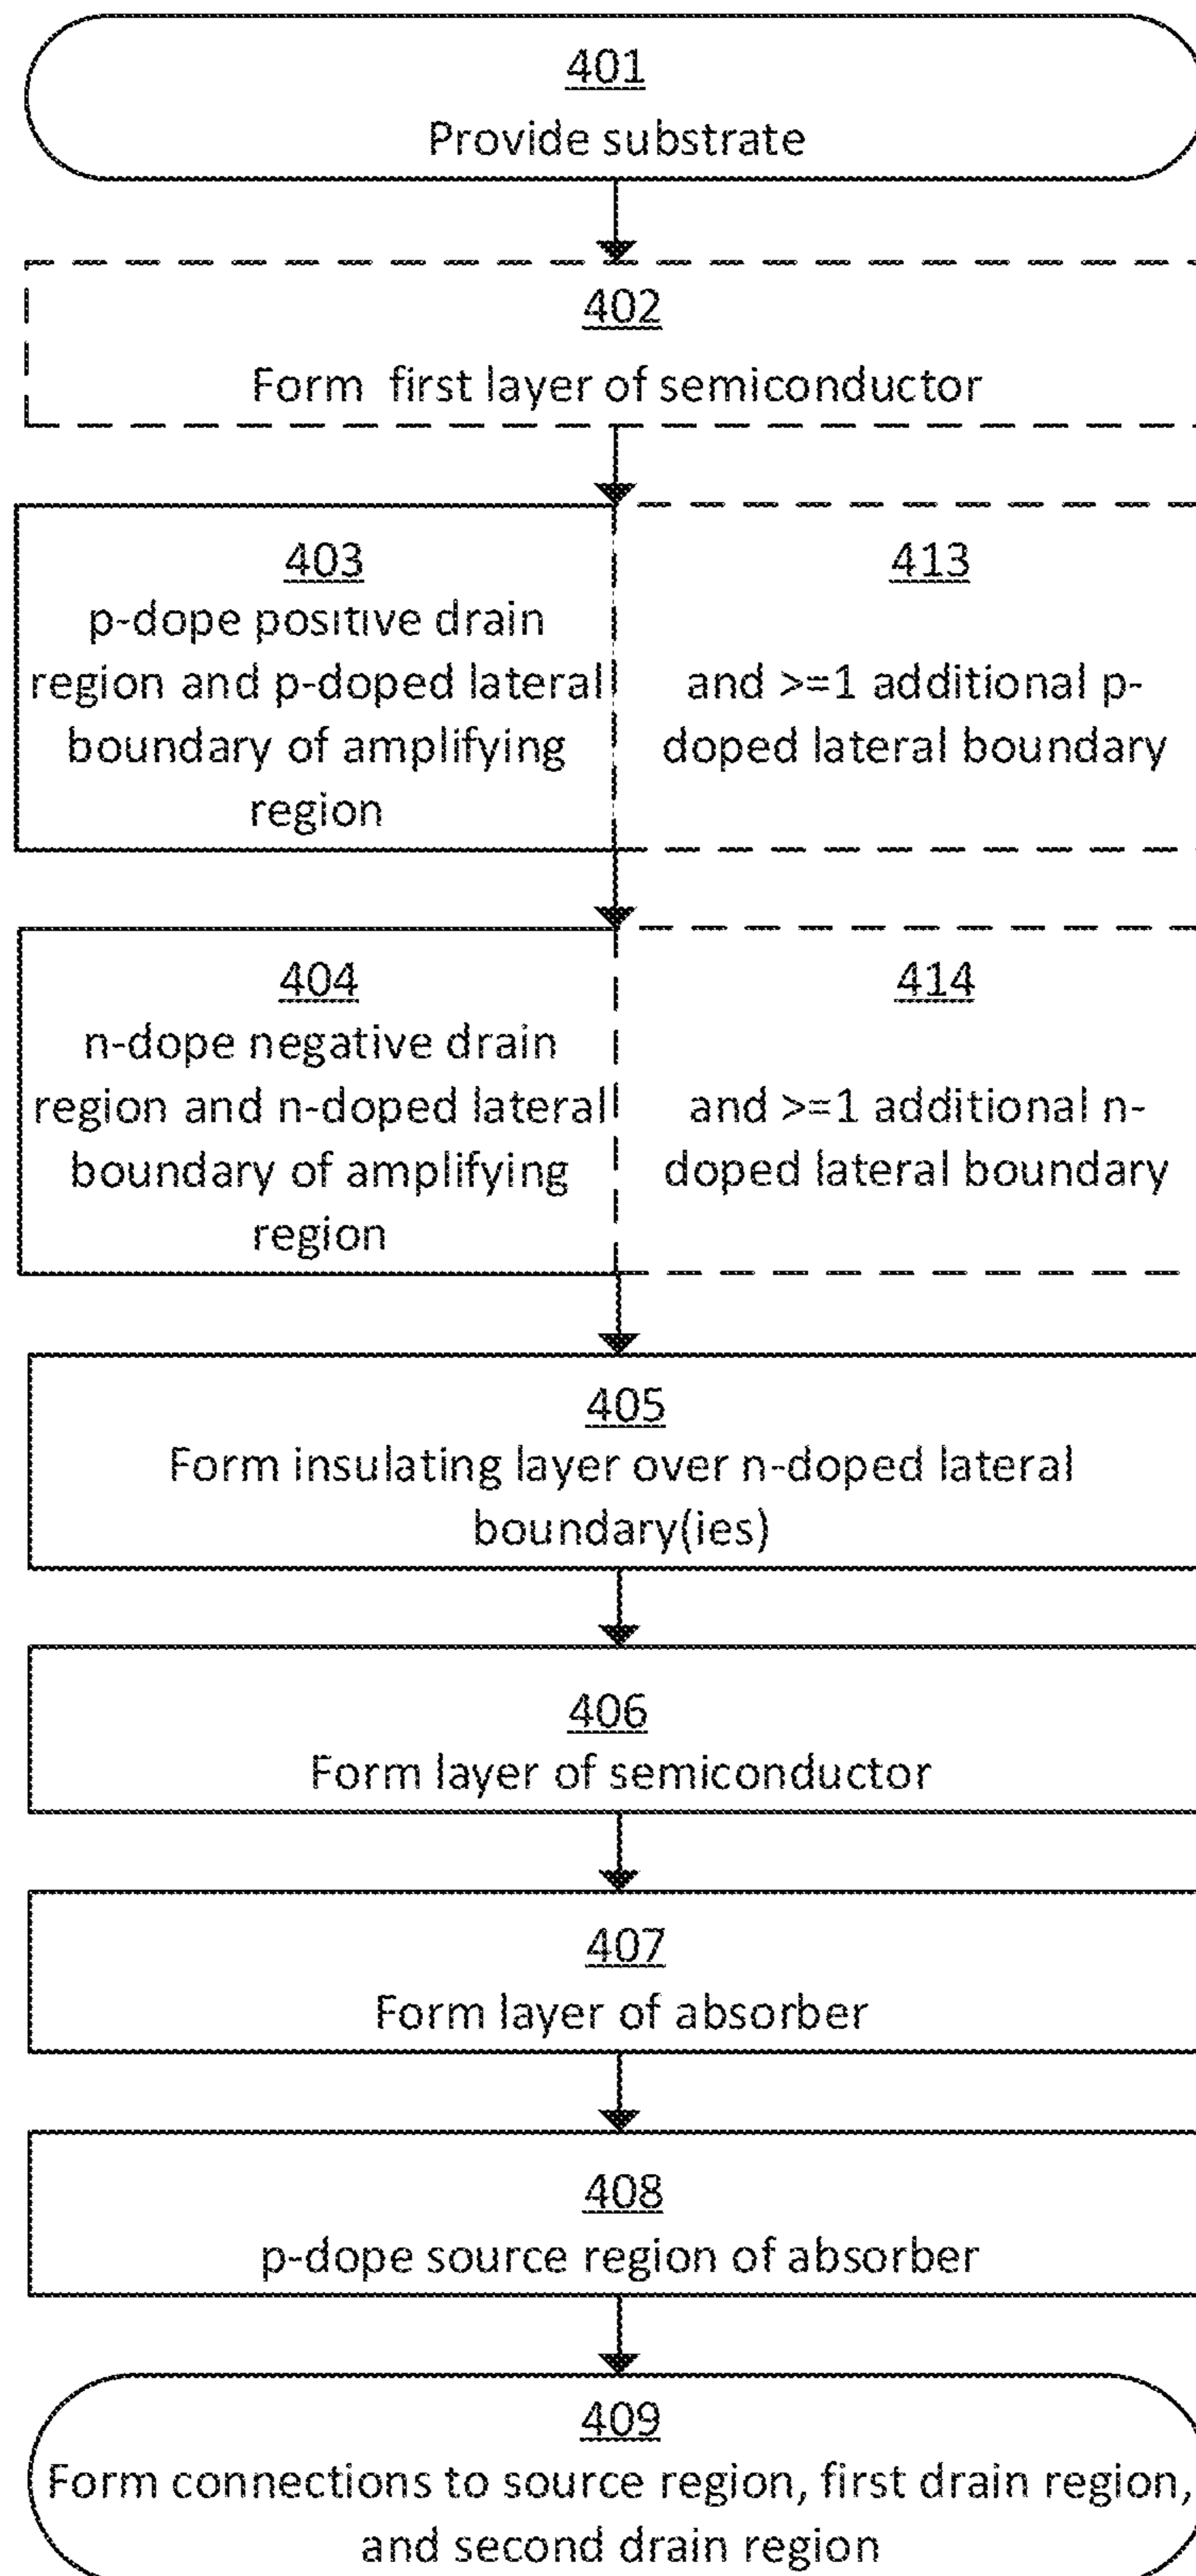 401
Provide substrate
402
Form first layer of semiconductor
403
p-dope positive drain
region and p-doped lateral
boundary of amplifying
region
413
and >=1 additional p-
doped lateral boundary
404
n-dope negative drain
region and n-doped lateral
boundary of amplifying
region
414
and >=1 additional n-
doped lateral boundary
405
Form insulating layer over n-doped lateral
boundary(ies)
406
Form layer of semiconductor
407
Form layer of absorber
408
p-dope source region of absorber
409
Form connections to source region, first drain region,
and second drain region